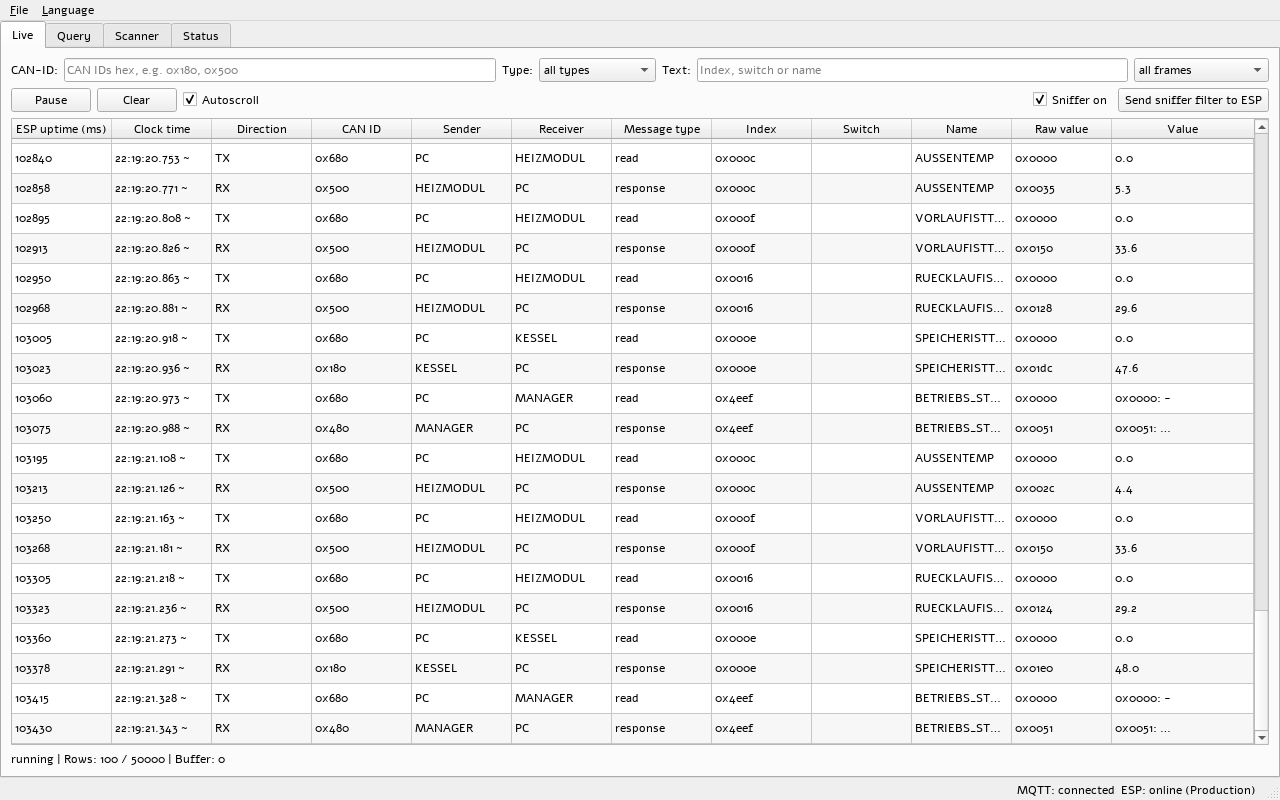 File Language
Live Query Scanner Status
CAN-ID: CAN IDs hex, e.g. 0x180, 0x500 Type: all types Text: Index, switch or name all frames
Pause Clear Autoscroll Sniffer on Send sniffer filter to ESP
ESP uptime (ms) Clock time Direction CAN ID Sender Receiver Message type Index Switch Name Raw value Value
102840 22:19:20.753 ~ TX 0x680 PC HEIZMODUL read 0x000c AUSSENTEMP 0x0000 0.0
102858 22:19:20.771 ~ RX 0x500 HEIZMODUL PC response 0x000c AUSSENTEMP 0x0035 5.3
102895 22:19:20.808 ~ TX 0x680 PC HEIZMODUL read 0x000f VORLAUFISTT... 0x0000 0.0
102913 22:19:20.826 ~ RX 0x500 HEIZMODUL PC response 0x000f VORLAUFISTT... 0x0150 33.6
102950 22:19:20.863 ~ TX 0x680 PC HEIZMODUL read 0x0016 RUECKLAUFIS... 0x0000 0.0
102968 22:19:20.881 ~ RX 0x500 HEIZMODUL PC response 0x0016 RUECKLAUFIS... 0x0128 29.6
103005 22:19:20.918 ~ TX 0x680 PC KESSEL read 0x000e SPEICHERISTT... 0x0000 0.0
103023 22:19:20.936 ~ RX 0x180 KESSEL PC response 0x000e SPEICHERISTT... 0x01dc 47.6
103060 22:19:20.973 ~ TX 0x680 PC MANAGER read 0x4eef BETRIEBS_ST... 0x0000 0x0000: -
103075 22:19:20.988 ~ RX 0x480 MANAGER PC response 0x4eef BETRIEBS_ST... 0x0051 0x0051: ...
103195 22:19:21.108 ~ TX 0x680 PC HEIZMODUL read 0x000c AUSSENTEMP 0x0000 0.0
103213 22:19:21.126 ~ RX 0x500 HEIZMODUL PC response 0x000c AUSSENTEMP 0x002c 4.4
103250 22:19:21.163 ~ TX 0x680 PC HEIZMODUL read 0x000f VORLAUFISTT... 0x0000 0.0
103268 22:19:21.181 ~ RX 0x500 HEIZMODUL PC response 0x000f VORLAUFISTT... 0x0150 33.6
103305 22:19:21.218 ~ TX 0x680 PC HEIZMODUL read 0x0016 RUECKLAUFIS... 0x0000 0.0
103323 22:19:21.236 ~ RX 0x500 HEIZMODUL PC response 0x0016 RUECKLAUFIS... 0x0124 29.2
103360 22:19:21.273 ~ TX 0x680 PC KESSEL read 0x000e SPEICHERISTT... 0x0000 0.0
103378 22:19:21.291 ~ RX 0x180 KESSEL PC response 0x000e SPEICHERISTT... 0x01e0 48.0
103415 22:19:21.328 ~ TX 0x680 PC MANAGER read 0x4eef BETRIEBS_ST... 0x0000 0x0000: -
103430 22:19:21.343 ~ RX 0x480 MANAGER PC response 0x4eef BETRIEBS_ST... 0x0051 0x0051: ...
running | Rows: 100 / 50000 | Buffer: 0
MQTT: connected ESP: online (Production)